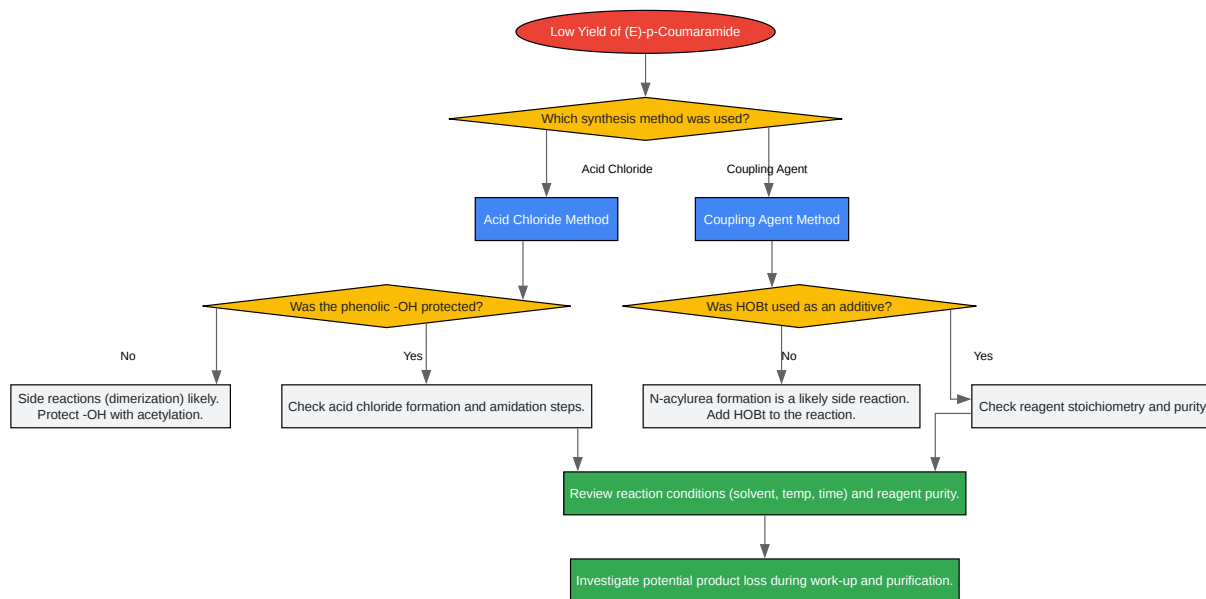 Low Yield of (E)-p-Coumaramide
Which synthesis method was used?
Acid Chloride
Coupling Agent
Acid Chloride Method
Coupling Agent Method
Was the phenolic -OH protected?
Was HOBt used as an additive?
No
Yes
No
Yes
Side reactions (dimerization) likely.
Protect -OH with acetylation.
Check acid chloride formation and amidation steps.
N-acylurea formation is a likely side reaction.
Add HOBt to the reaction.
Check reagent stoichiometry and purity
Review reaction conditions (solvent, temp, time) and reagent purity.
Investigate potential product loss during work-up and purification.